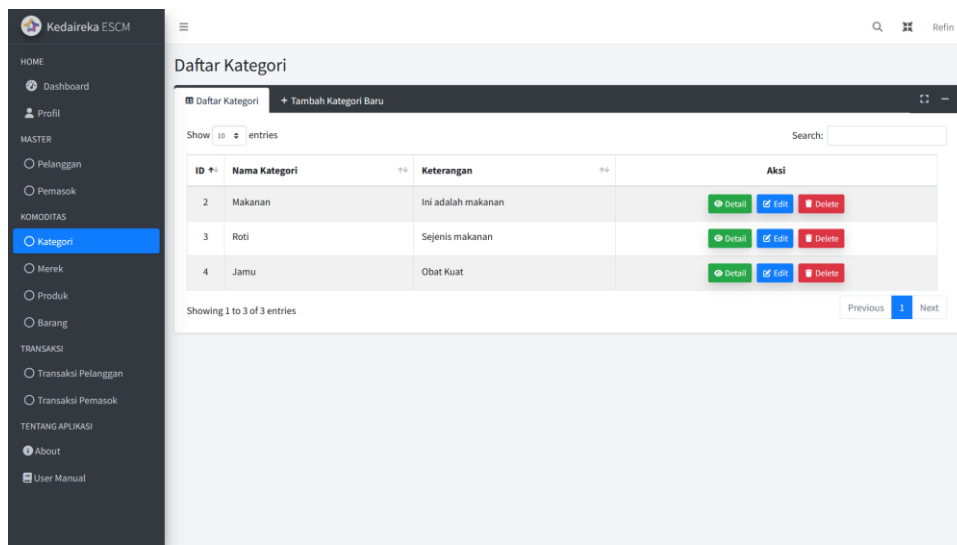 Kedaireka ESCM
Refin
HOME
Dashboard
Profil
MASTER
Pelanggan
Pemasok
KOMODITAS
Kategori
Merek
Produk
Barang
TRANSAKSI
Transaksi Pelanggan
Transaksi Pemasok
TENTANG APLIKASI
About
User Manual
Daftar Kategori
Daftar Kategori + Tambah Kategori Baru
Show 10 entries Search:
ID Nama Kategori Keterangan Aksi
2 Makanan Ini adalah makanan Detail Edit Delete
3 Roti Sejenis makanan Detail Edit Delete
4 Jamu Obat Kuat Detail Edit Delete
Showing 1 to 3 of 3 entries Previous 1 Next